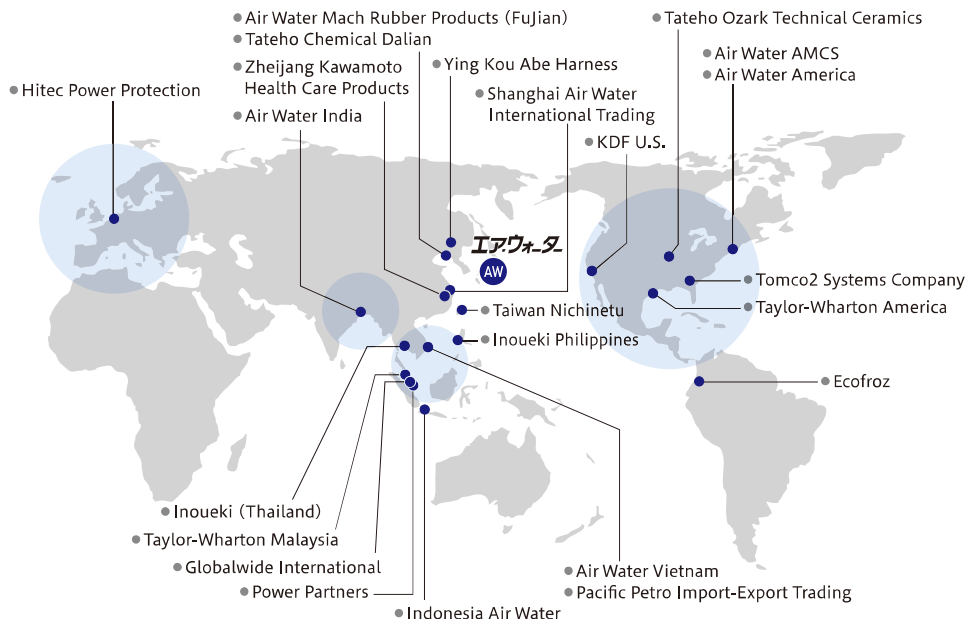 Air Water Mach Rubber Products (FuJian)
Tateho Chemical Dalian
Zheijang Kawamoto
Health Care Products
Air Water India
Hitec Power Protection
Ying Kou Abe Harness
Shanghai Air Water
International Trading
KDF U.S.
Tateho Ozark Technical Ceramics
Air Water AMCS
Air Water America
エア・ウォーター
AW
Taiwan Nichinetu
Inoueki Philippines
Tomco2 Systems Company
Taylor-Wharton America
Ecofroz
Inoueki (Thailand)
Taylor-Wharton Malaysia
Globalwide International
Power Partners
Indonesia Air Water
Air Water Vietnam
Pacific Petro Import-Export Trading